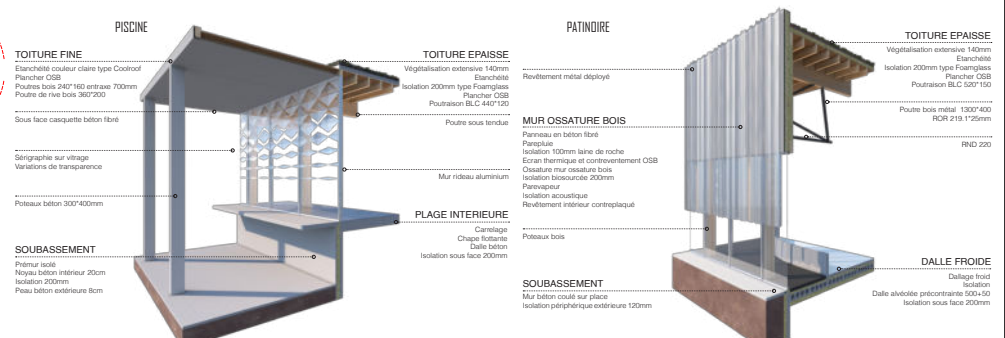 PISCINE
TOITURE FINE
Etanchéité couleur claire type Coolroof
Plancher OSB
Poutres bois 240*160 entraxe 700mm
Poutre de rive bois 360*200
Sous face casquette béton fibré
Sérigraphie sur vitrage
Variations de transparence
Poteaux béton 300*400mm
SOUBASSEMENT
Prémur isolé
Noyau béton intérieur 20cm
Isolation 200mm
Peau béton extérieure 8cm
TOITURE EPAISSE
Végétalisation extensive 140mm
Etanchéité
Isolation 200mm type Foamglass
Plancher OSB
Poutraison BLC 440*120
Poutre sous tendue
Mur rideau aluminium
PLAGE INTERIEURE
Carrelage
Chape flottante
Dalle béton
Isolation sous face 200mm
PATINOIRE
Revêtement métal déployé
MUR OSSATURE BOIS
Panneau en béton fibré
Parepluie
Isolation 100mm laine de roche
Ecran thermique et contreventement OSB
Ossature mur ossature bois
Isolation biosourcée 200mm
Parevapeur
Isolation acoustique
Revêtement intérieur contreplaqué
Poteaux bois
SOUBASSEMENT
Mur béton coulé sur place
Isolation périphérique extérieure 120mm
TOITURE EPAISSE
Végétalisation extensive 140mm
Etanchéité
Isolation 200mm type Foamglass
Plancher OSB
Poutraison BLC 520*150
Poutre bois métal 1300*400
ROR 219.1*25mm
RND 220
DALLE FROIDE
Dallage froid
Isolation
Dalle alvéolée précontrainte 500+50
Isolation sous face 200mm